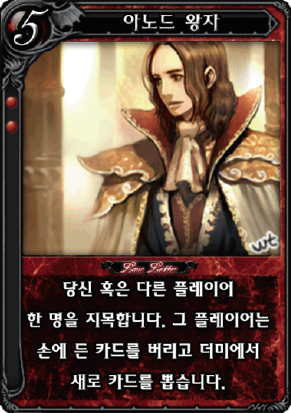 5
아노드 왕자
wt
Love Letter
당신 혹은 다른 플레이어
한 명을 지목합니다. 그 플레이어는
손에 든 카드를 버리고 더미에서
새로 카드를 뽑습니다.